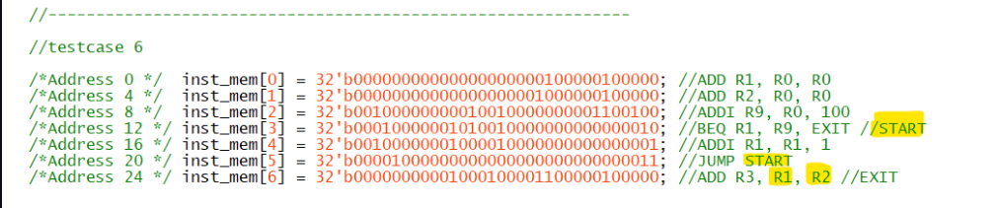 //--------------------------------------------------------------
//testcase 6
/*Address 0 */ inst_mem[0] = 32'b00000000000000000000100000100000; //ADD R1, R0, R0
/*Address 4 */ inst_mem[1] = 32'b00000000000000000001000000100000; //ADD R2, R0, R0
/*Address 8 */ inst_mem[2] = 32'b00100000000010010000000001100100; //ADDI R9, R0, 100
/*Address 12 */ inst_mem[3] = 32'b00010000001010010000000000000010; //BEQ R1, R9, EXIT //START
/*Address 16 */ inst_mem[4] = 32'b00100000001000010000000000000001; //ADDI R1, R1, 1
/*Address 20 */ inst_mem[5] = 32'b00001000000000000000000000000011; //JUMP START
/*Address 24 */ inst_mem[6] = 32'b00000000001000100001100000100000; //ADD R3, R1, R2 //EXIT